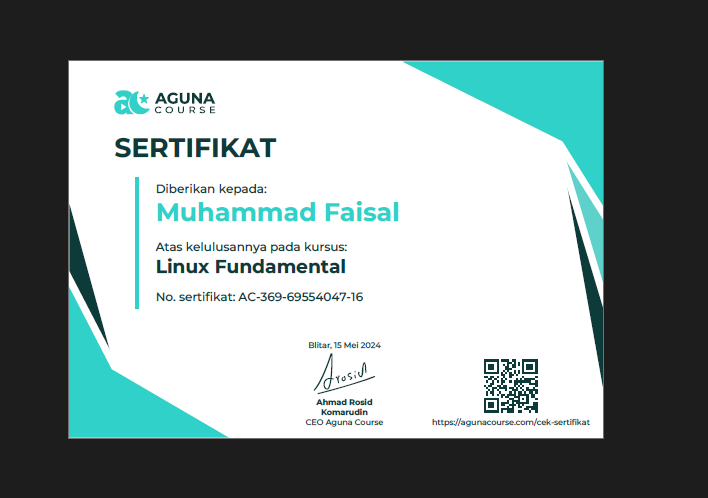 AGUNA
COURSE
SERTIFIKAT
Diberikan kepada:
Muhammad Faisal
Atas kelulusannya pada kursus:
Linux Fundamental
No. sertifikat: AC-369-69554047-16
Blitar, 15 Mei 2024
Arosid
Ahmad Rosid
Komarudin
CEO Aguna Course
https://agunacourse.com/cek-sertifikat